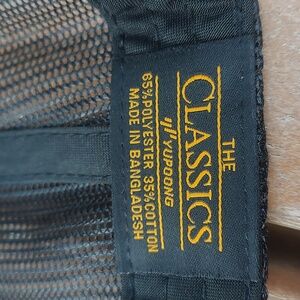 THE
CLASSICS
YUPOONG
65%POLYESTER 35%COTTON
MADE IN BANGLADESH